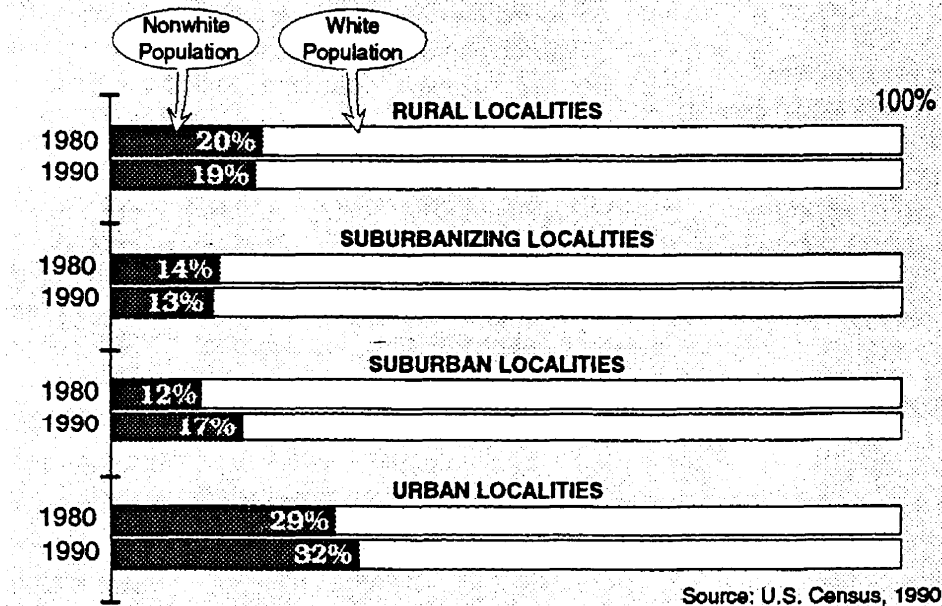 Nonwhite
Population
White
Population
100%
RURAL LOCALITIES
1980 20%
1990 19%
SUBURBANIZING LOCALITIES
1980 14%
1990 13%
SUBURBAN LOCALITIES
1980 12%
1990 17%
URBAN LOCALITIES
1980 29%
1990 32%
Source: U.S. Census, 1990